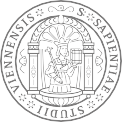 S · SAPIENTIAE · STUDII · VIENNENSIS ·